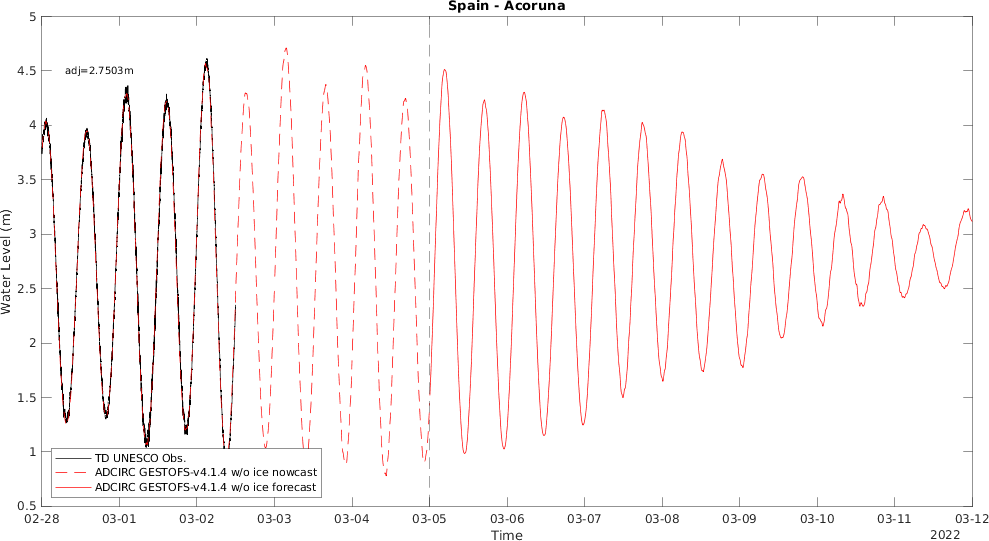 Spain - Acoruna
5
4.5
4
3.5
3
2.5
2
1.5
1
0.5
Water Level (m)
adj=2.7503m
TD UNESCO Obs.
ADCIRC GESTOFS-v4.1.4 w/o ice nowcast
ADCIRC GESTOFS-v4.1.4 w/o ice forecast
02-28 03-01 03-02 03-03 03-04 03-05 03-06 03-07 03-08 03-09 03-10 03-11 03-12
Time
2022